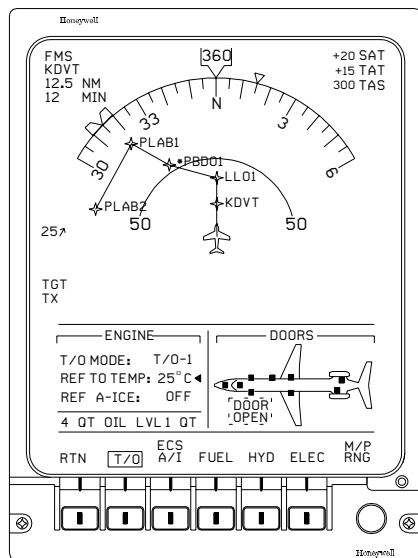 Honeywell
FMS
KDVT
12.5 NM
12 MIN
360
+20 SAT
+15 TAT
300 TAS
N
33
3
30
6
PLAB1
*PBD01
LL01
PLAB2
KDVT
50
50
25↗
TGT
TX
ENGINE
T/O MODE: T/O-1
REF TO TEMP: 25°C◄
REF A-ICE: OFF
4 QT OIL LVL1 QT
DOORS
DOOR
OPEN
RTN T/O ECS A/I FUEL HYD ELEC M/P RNG
Honeywell